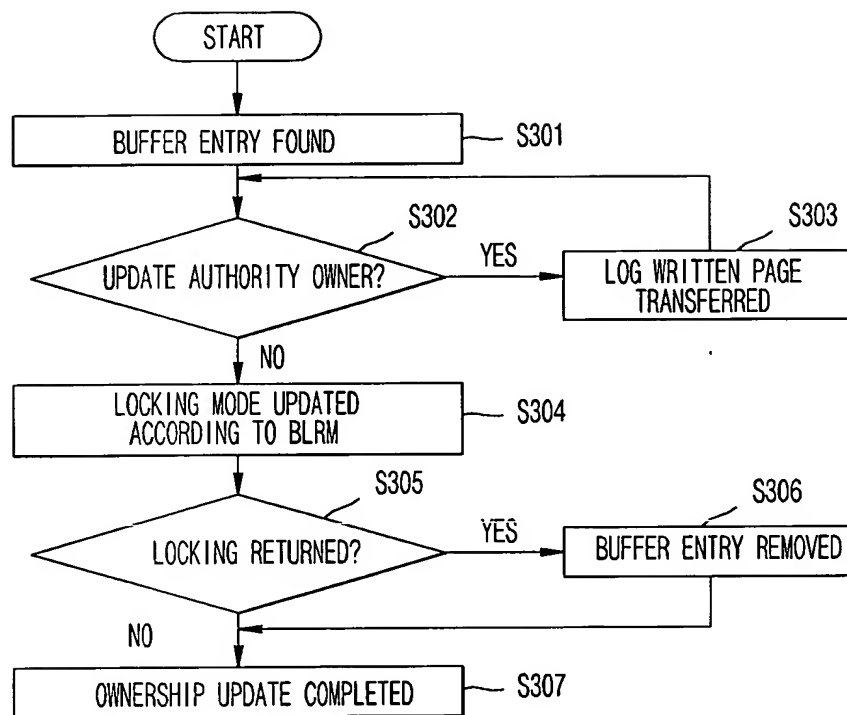 START
BUFFER ENTRY FOUND
S301
S302
UPDATE AUTHORITY OWNER?
YES
S303
LOG WRITTEN PAGE
TRANSFERRED
NO
LOCKING MODE UPDATED
ACCORDING TO BLRM
S304
S305
LOCKING RETURNED?
YES
S306
BUFFER ENTRY REMOVED
NO
OWNERSHIP UPDATE COMPLETED
S307